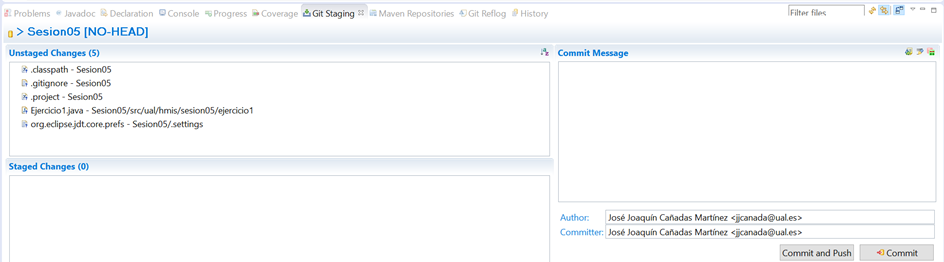 Problems Javadoc Declaration Console Progress Coverage Git Staging Maven Repositories Git Reflog History
Filter files
> Sesion05 [NO-HEAD]
Unstaged Changes (5)
.classpath - Sesion05
.gitignore - Sesion05
.project - Sesion05
Ejercicio1.java - Sesion05/src/ual/hmis/sesion05/ejercicio1
org.eclipse.jdt.core.prefs - Sesion05/.settings
Staged Changes (0)
Commit Message
Author: José Joaquín Cañadas Martínez <jjcanada@ual.es>
Committer: José Joaquín Cañadas Martínez <jjcanada@ual.es>
Commit and Push Commit